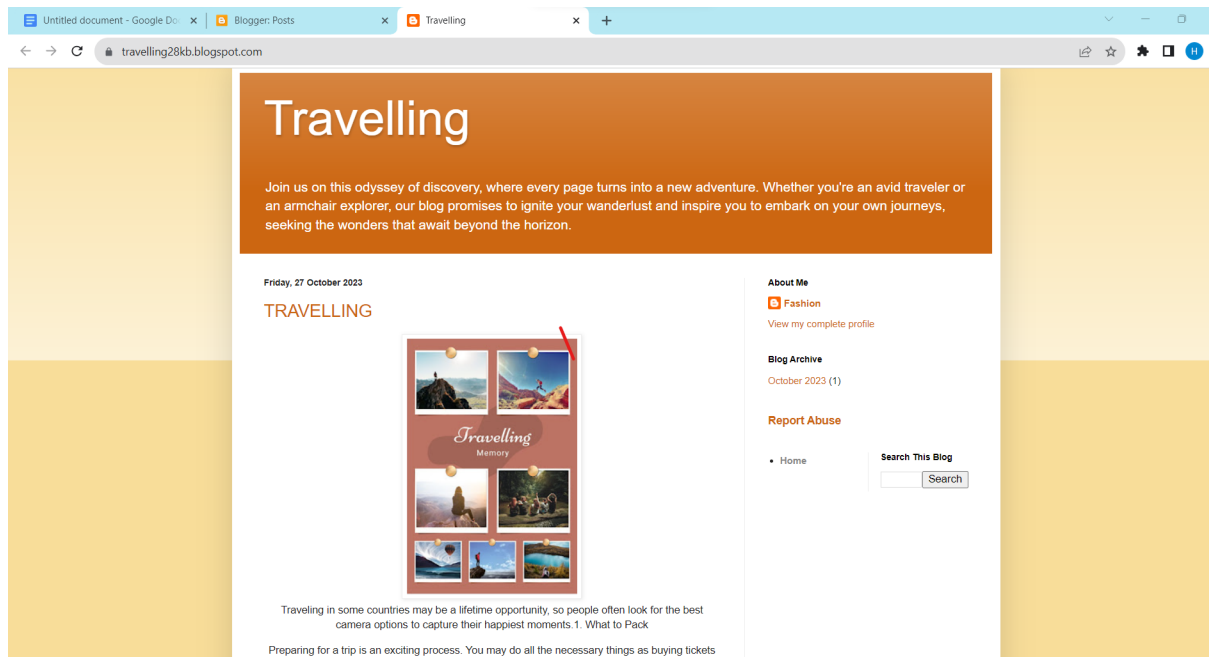 Untitled document - Google Do
Blogger: Posts
Travelling
travelling28kb.blogspot.com
H
Travelling
Join us on this odyssey of discovery, where every page turns into a new adventure. Whether you're an avid traveler or
an armchair explorer, our blog promises to ignite your wanderlust and inspire you to embark on your own journeys,
seeking the wonders that await beyond the horizon.
Friday, 27 October 2023
TRAVELLING
Travelling
Memory
Traveling in some countries may be a lifetime opportunity, so people often look for the best
camera options to capture their happiest moments.1. What to Pack
Preparing for a trip is an exciting process. You may do all the necessary things as buying tickets
About Me
Fashion
View my complete profile
Blog Archive
October 2023 (1)
Report Abuse
Home
Search This Blog
Search